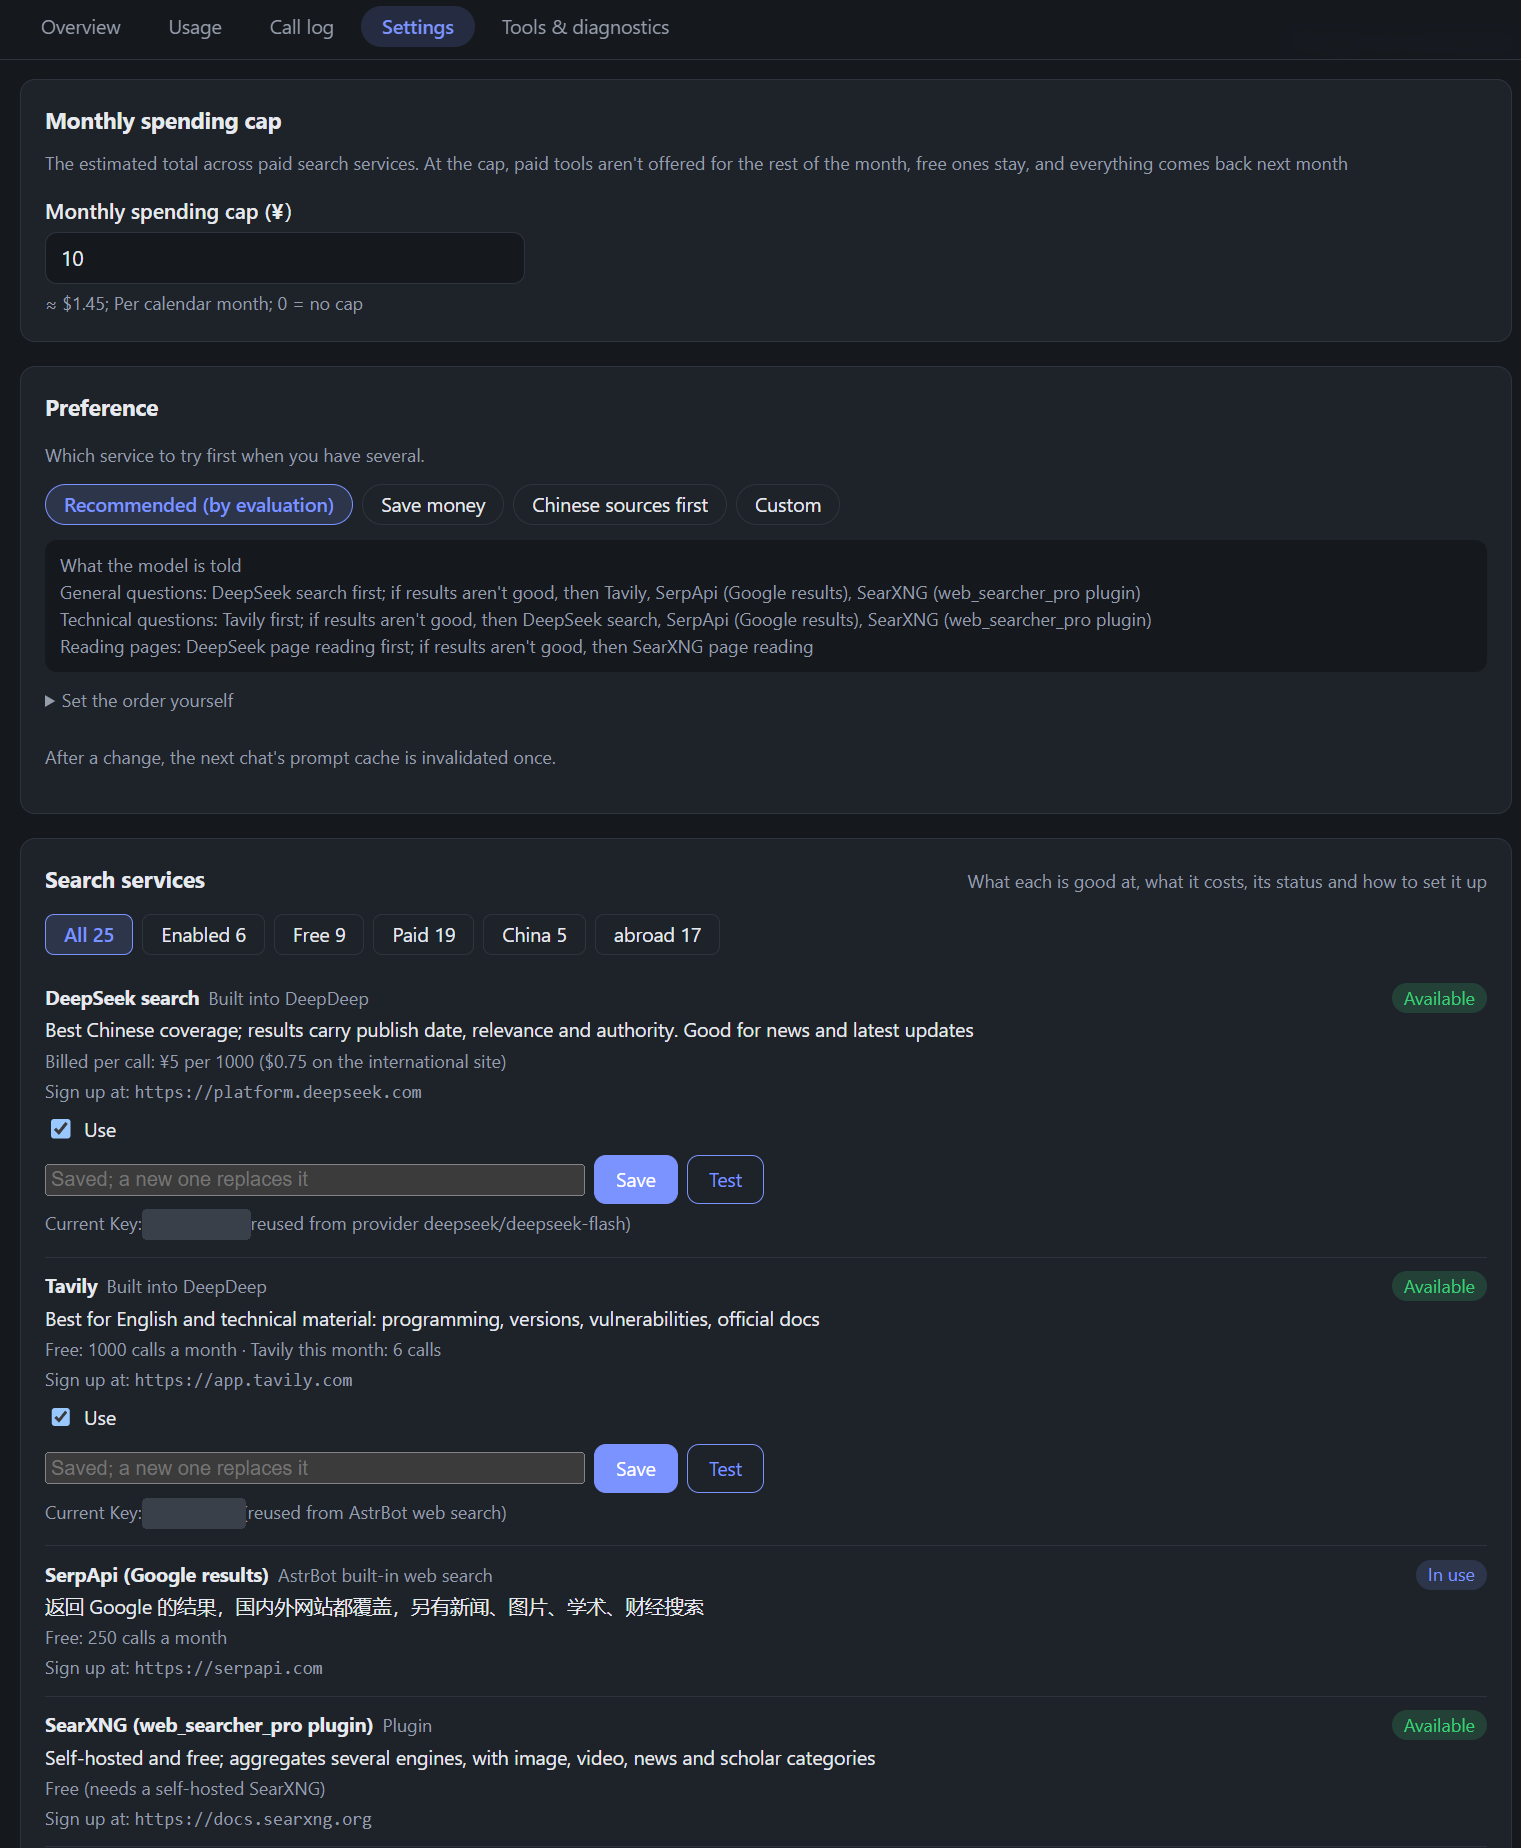 Overview Usage Call log Settings Tools & diagnostics
Monthly spending cap
The estimated total across paid search services. At the cap, paid tools aren't offered for the rest of the month, free ones stay, and everything comes back next month
Monthly spending cap (¥)
10
≈ $1.45; Per calendar month; 0 = no cap
Preference
Which service to try first when you have several.
Recommended (by evaluation) Save money Chinese sources first Custom
What the model is told
General questions: DeepSeek search first; if results aren't good, then Tavily, SerpApi (Google results), SearXNG (web_searcher_pro plugin)
Technical questions: Tavily first; if results aren't good, then DeepSeek search, SerpApi (Google results), SearXNG (web_searcher_pro plugin)
Reading pages: DeepSeek page reading first; if results aren't good, then SearXNG page reading
▶ Set the order yourself
After a change, the next chat's prompt cache is invalidated once.
Search services What each is good at, what it costs, its status and how to set it up
All 25 Enabled 6 Free 9 Paid 19 China 5 abroad 17
DeepSeek search Built into DeepDeep Available
Best Chinese coverage; results carry publish date, relevance and authority. Good for news and latest updates
Billed per call: ¥5 per 1000 ($0.75 on the international site)
Sign up at: https://platform.deepseek.com
Use
Saved; a new one replaces it Save Test
Current Key: reused from provider deepseek/deepseek-flash)
Tavily Built into DeepDeep Available
Best for English and technical material: programming, versions, vulnerabilities, official docs
Free: 1000 calls a month · Tavily this month: 6 calls
Sign up at: https://app.tavily.com
Use
Saved; a new one replaces it Save Test
Current Key: reused from AstrBot web search)
SerpApi (Google results) AstrBot built-in web search In use
返回 Google 的结果，国内外网站都覆盖，另有新闻、图片、学术、财经搜索
Free: 250 calls a month
Sign up at: https://serpapi.com
SearXNG (web_searcher_pro plugin) Plugin Available
Self-hosted and free; aggregates several engines, with image, video, news and scholar categories
Free (needs a self-hosted SearXNG)
Sign up at: https://docs.searxng.org